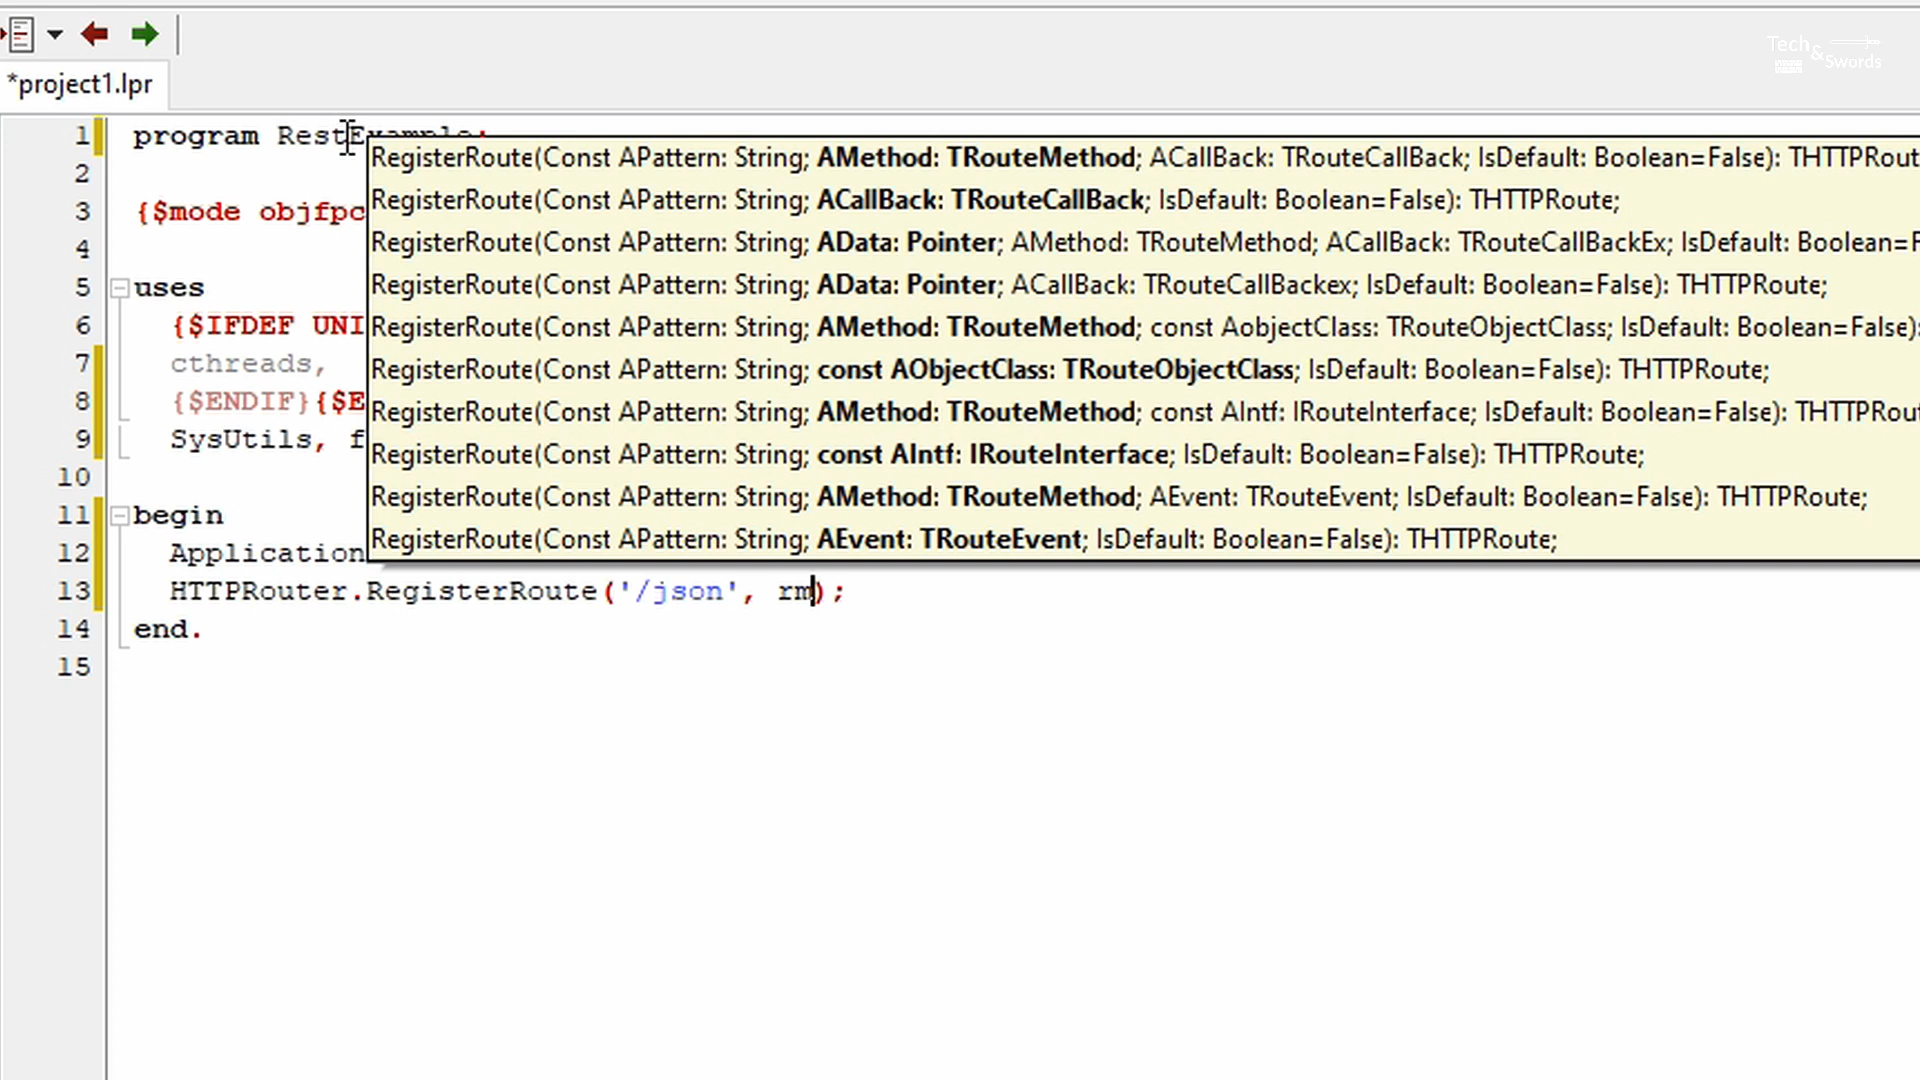 Tech & Swords
*project1.lpr
1 program RestExample;
RegisterRoute(Const APattern: String; AMethod: TRouteMethod; ACallBack: TRouteCallBack; IsDefault: Boolean=False): THTTPRout
2
RegisterRoute(Const APattern: String; ACallBack: TRouteCallBack; IsDefault: Boolean=False): THTTPRoute;
3 {$mode objfpc
RegisterRoute(Const APattern: String; AData: Pointer; AMethod: TRouteMethod; ACallBack: TRouteCallBackEx; IsDefault: Boolean=F
4
RegisterRoute(Const APattern: String; AData: Pointer; ACallBack: TRouteCallBackex; IsDefault: Boolean=False): THTTPRoute;
5 uses
RegisterRoute(Const APattern: String; AMethod: TRouteMethod; const AobjectClass: TRouteObjectClass; IsDefault: Boolean=False):
6 {$IFDEF UNI
7 cthreads,
RegisterRoute(Const APattern: String; const AObjectClass: TRouteObjectClass; IsDefault: Boolean=False): THTTPRoute;
8 {$ENDIF}{$E
RegisterRoute(Const APattern: String; AMethod: TRouteMethod; const AIntf: IRouteInterface; IsDefault: Boolean=False): THTTPRout
9 SysUtils, f
RegisterRoute(Const APattern: String; const AIntf: IRouteInterface; IsDefault: Boolean=False): THTTPRoute;
10
RegisterRoute(Const APattern: String; AMethod: TRouteMethod; AEvent: TRouteEvent; IsDefault: Boolean=False): THTTPRoute;
11 begin
RegisterRoute(Const APattern: String; AEvent: TRouteEvent; IsDefault: Boolean=False): THTTPRoute;
12 Application
13 HTTPRouter.RegisterRoute('/json', rm);
14 end.
15